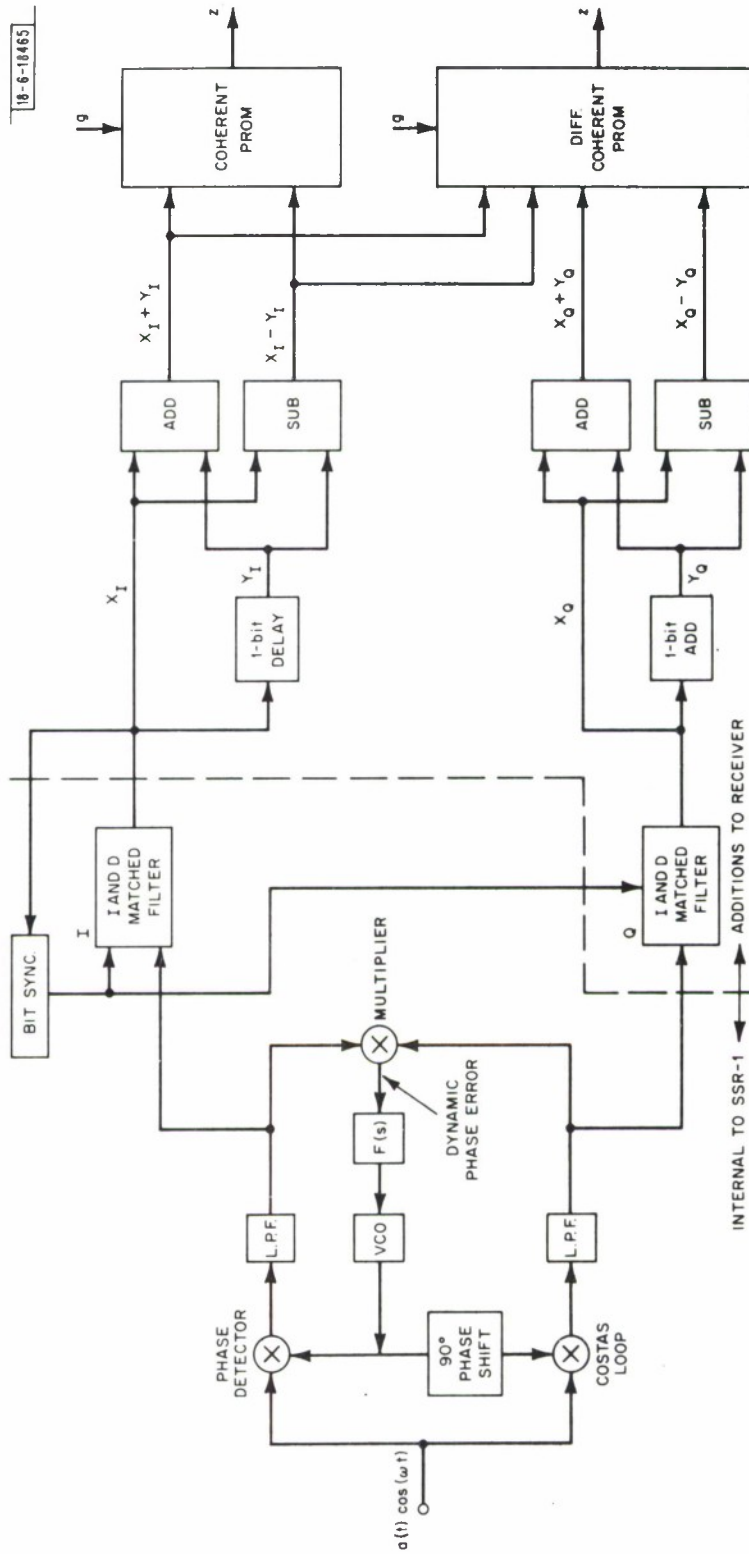 18-6-18465
a(t) cos (ωt)
PHASE
DETECTOR
L.P.F.
VCO
F(s)
MULTIPLIER
DYNAMIC
PHASE ERROR
90°
PHASE
SHIFT
COSTAS
LOOP
L.P.F.
BIT SYNC.
I
I AND D
MATCHED
FILTER
Q
I AND D
MATCHED
FILTER
INTERNAL TO SSR-1
ADDITIONS TO RECEIVER
X_I
1-bit
DELAY
Y_I
ADD
SUB
X_I + Y_I
X_I − Y_I
g
COHERENT
PROM
z
X_Q
1-bit
ADD
Y_Q
ADD
SUB
X_Q + Y_Q
X_Q − Y_Q
g
DIFF.
COHERENT
PROM
z